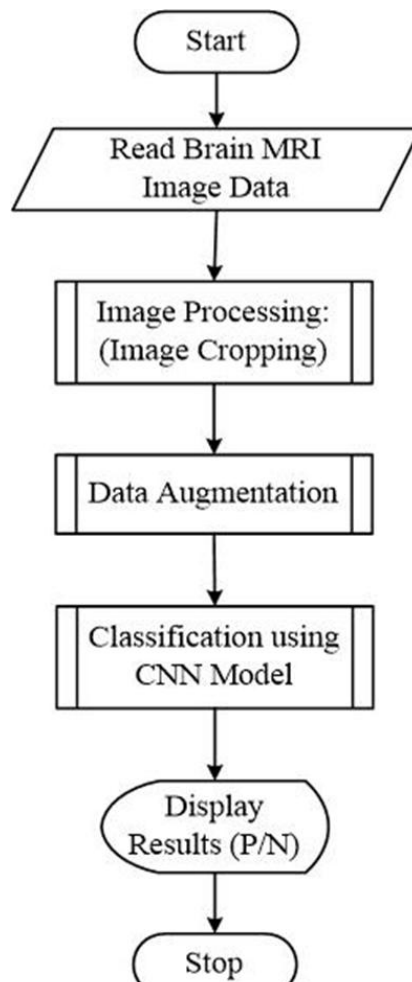 Start
Read Brain MRI
Image Data
Image Processing:
(Image Cropping)
Data Augmentation
Classification using
CNN Model
Display
Results (P/N)
Stop